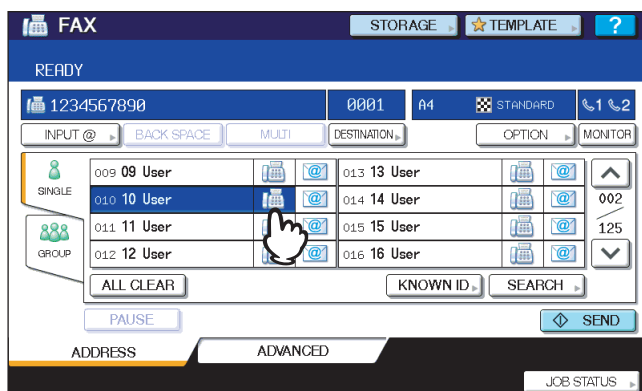 FAX STORAGE TEMPLATE ?
READY
1234567890 0001 A4 STANDARD 1 2
INPUT @ BACK SPACE MULTI DESTINATION OPTION MONITOR
SINGLE
GROUP
009 09 User @ 013 13 User @
010 10 User 014 14 User @
011 11 User @ 015 15 User @
012 12 User @ 016 16 User @
002
125
ALL CLEAR KNOWN ID SEARCH
PAUSE SEND
ADDRESS ADVANCED
JOB STATUS